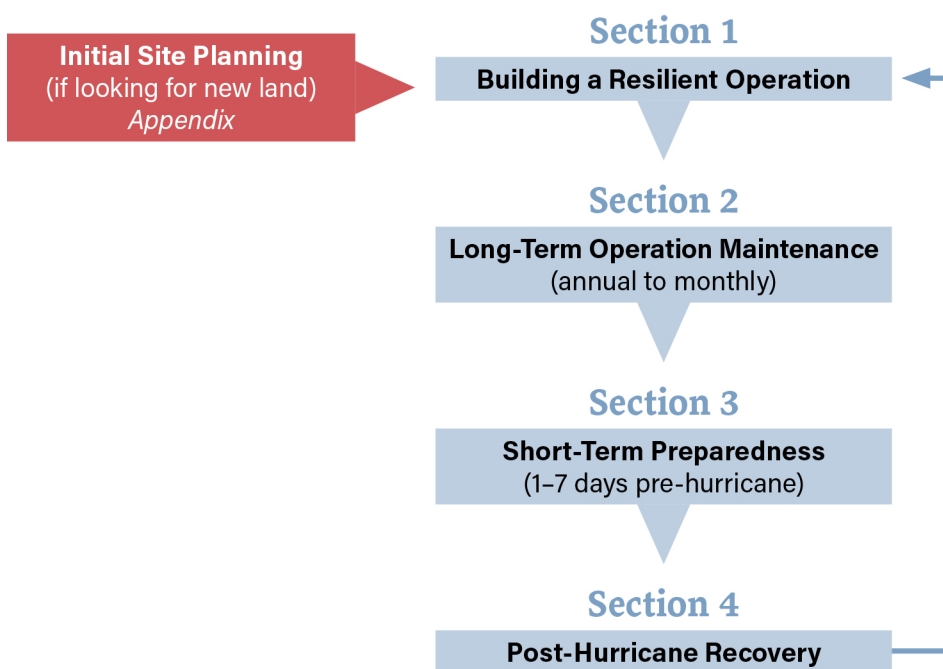 Initial Site Planning
(if looking for new land)
Appendix
Section 1
Building a Resilient Operation
Section 2
Long-Term Operation Maintenance
(annual to monthly)
Section 3
Short-Term Preparedness
(1–7 days pre-hurricane)
Section 4
Post-Hurricane Recovery